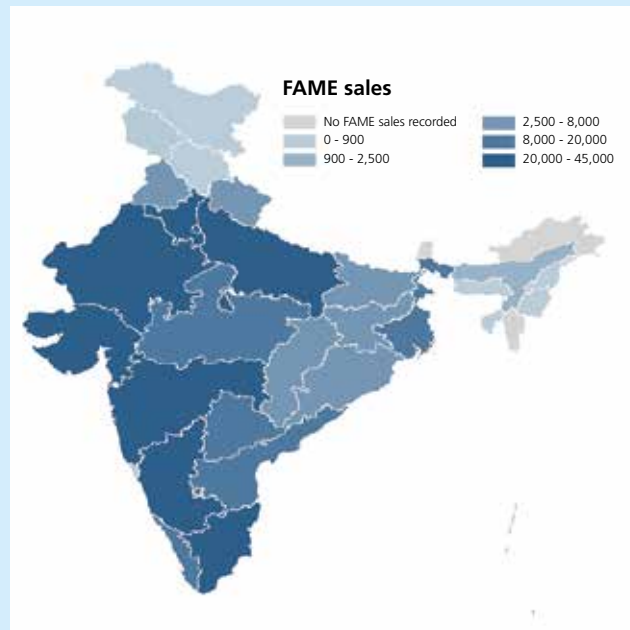 FAME sales
No FAME sales recorded
0 - 900
900 - 2,500
2,500 - 8,000
8,000 - 20,000
20,000 - 45,000